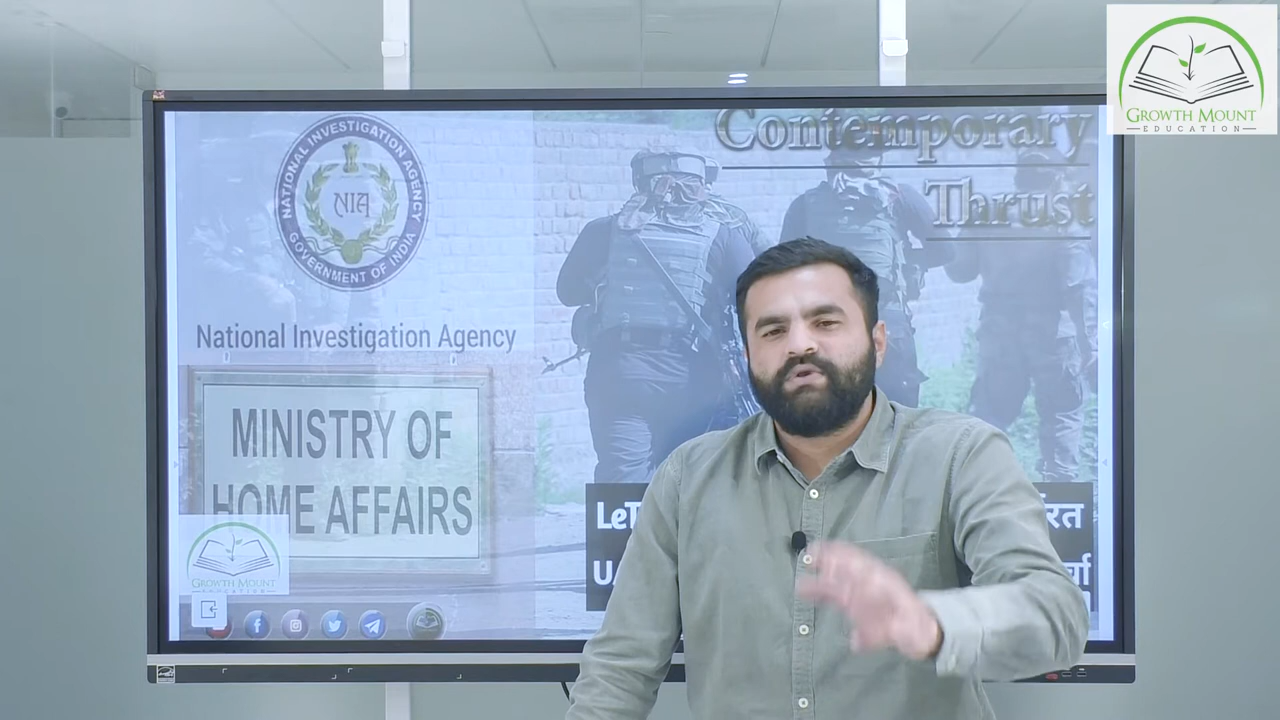 GROWTH MOUNT
EDUCATION
Contemporary
Thrust
NATIONAL INVESTIGATION AGENCY
NIA
GOVERNMENT OF INDIA
National Investigation Agency
MINISTRY OF
HOME AFFAIRS
GROWTH MOUNT
EDUCATION